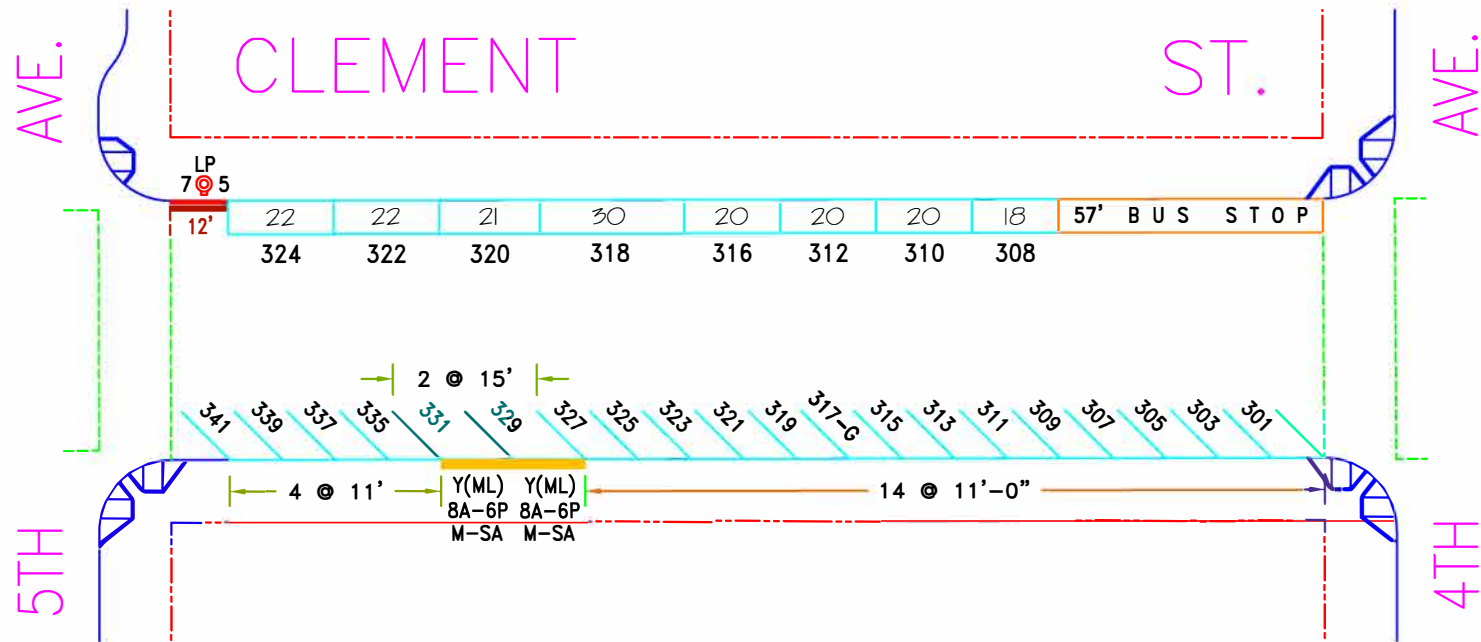 CLEMENT ST.
AVE.
AVE.
LP
7 5
12'
22 22 21 30 20 20 20 18 57' BUS STOP
324 322 320 318 316 312 310 308
2 @ 15'
341 339 337 335 331 329 327 325 323 321 319 317-G 315 313 311 309 307 305 303 301
4 @ 11' Y(ML) Y(ML) 14 @ 11'-0"
8A-6P 8A-6P
M-SA M-SA
5TH
4TH